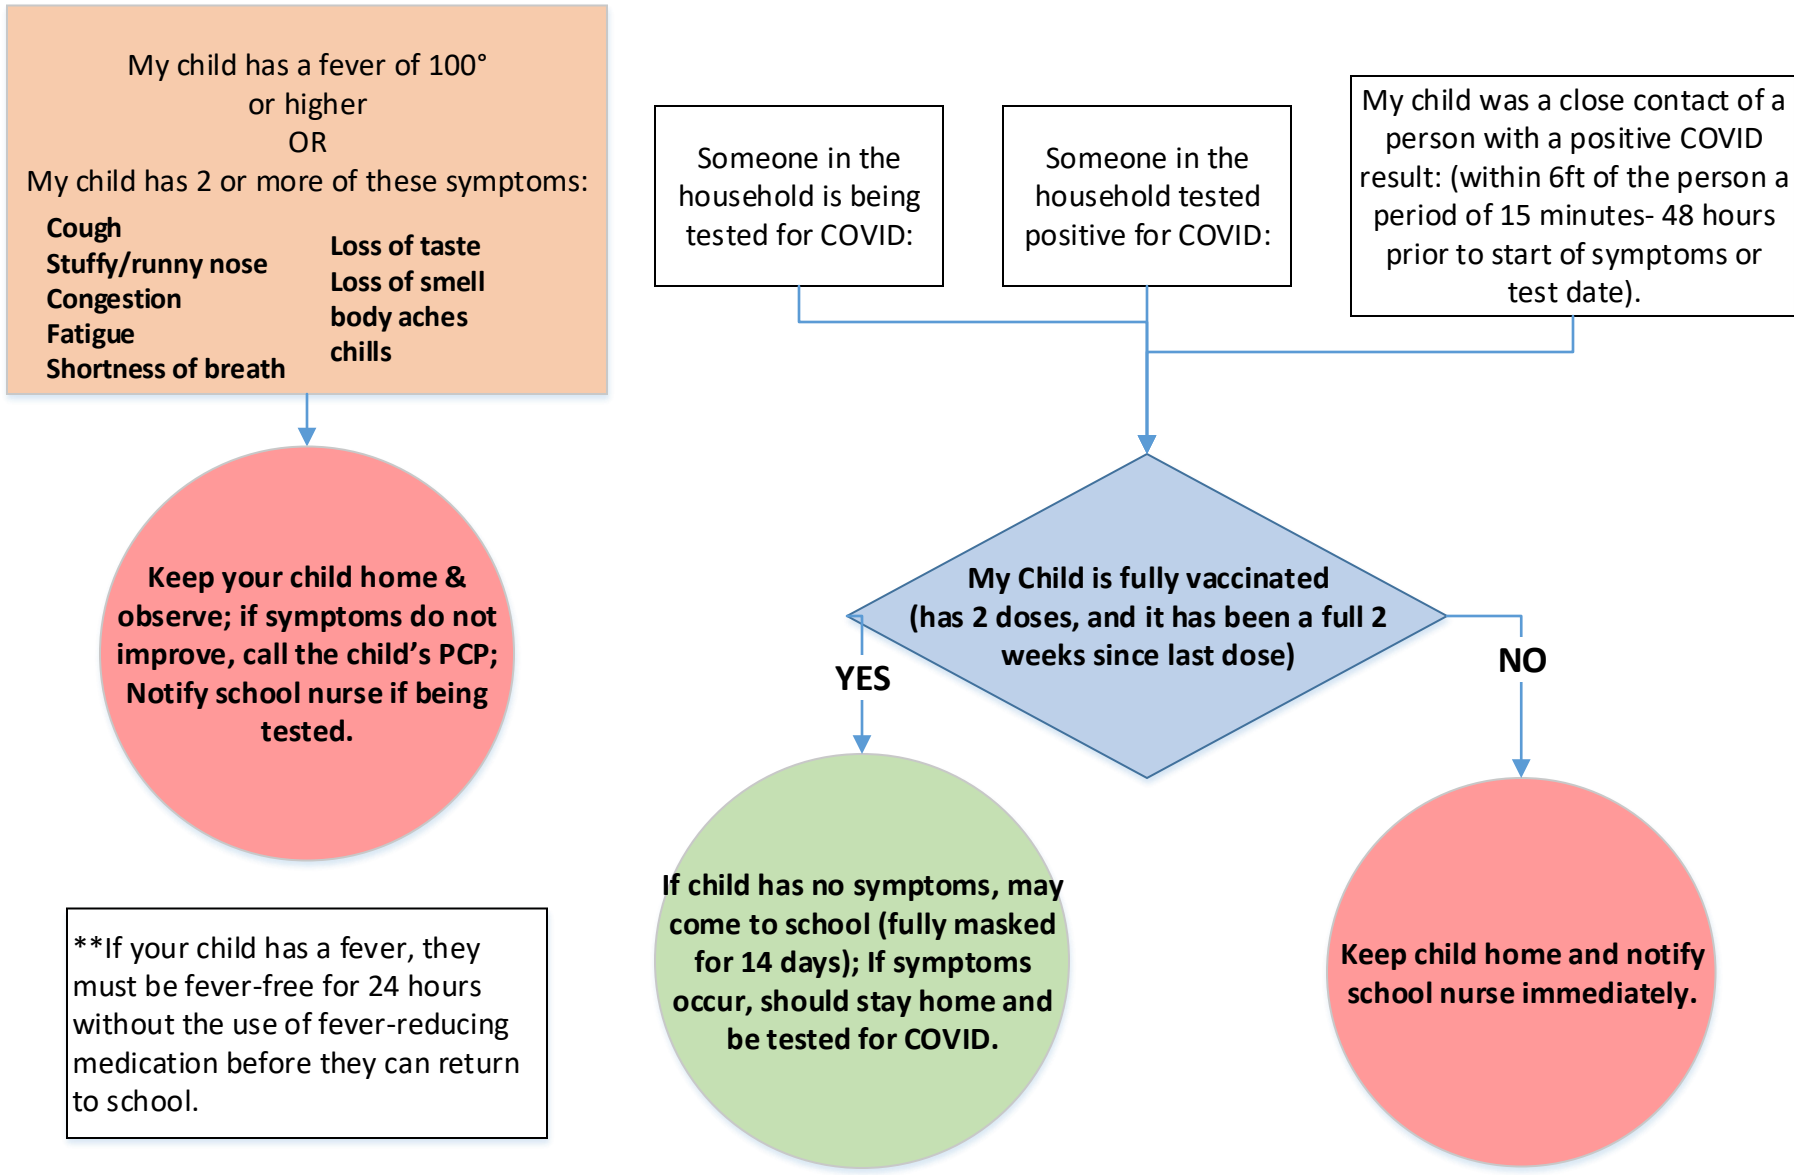 My child has a fever of 100°
or higher
OR
My child has 2 or more of these symptoms:
Cough
Stuffy/runny nose
Congestion
Fatigue
Shortness of breath
Loss of taste
Loss of smell
body aches
chills
Keep your child home &
observe; if symptoms do not
improve, call the child’s PCP;
Notify school nurse if being
tested.
**If your child has a fever, they
must be fever-free for 24 hours
without the use of fever-reducing
medication before they can return
to school.
Someone in the
household is being
tested for COVID:
Someone in the
household tested
positive for COVID:
My child was a close contact of a
person with a positive COVID
result: (within 6ft of the person a
period of 15 minutes- 48 hours
prior to start of symptoms or
test date).
My Child is fully vaccinated
(has 2 doses, and it has been a full 2
weeks since last dose)
YES
NO
If child has no symptoms, may
come to school (fully masked
for 14 days); If symptoms
occur, should stay home and
be tested for COVID.
Keep child home and notify
school nurse immediately.